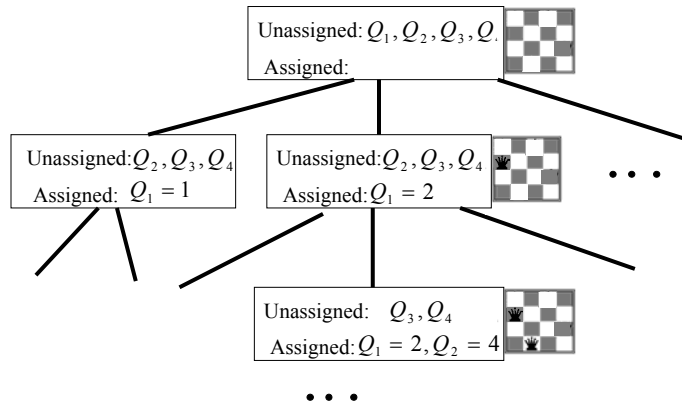 Unassigned: Q₁, Q₂, Q₃, Q
Assigned:
Unassigned: Q₂, Q₃, Q₄
Assigned: Q₁ = 1
Unassigned: Q₂, Q₃, Q₄
Assigned: Q₁ = 2
• • •
Unassigned: Q₃, Q₄
Assigned: Q₁ = 2, Q₂ = 4
• • •